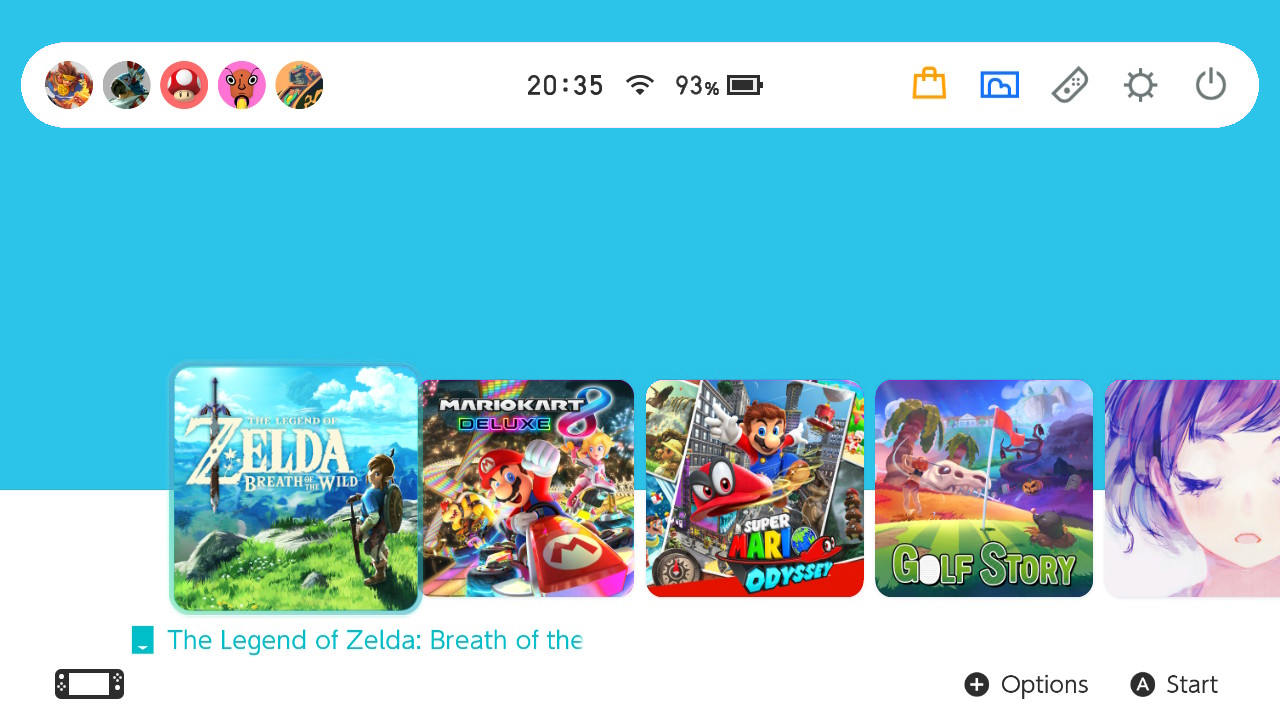 20:35
93%
THE LEGEND OF
ZELDA
BREATH OF THE WILD
MARIOKART 8
DELUXE
SUPER
MARIO
ODYSSEY
GOLF STORY
The Legend of Zelda: Breath of the
Options
A Start